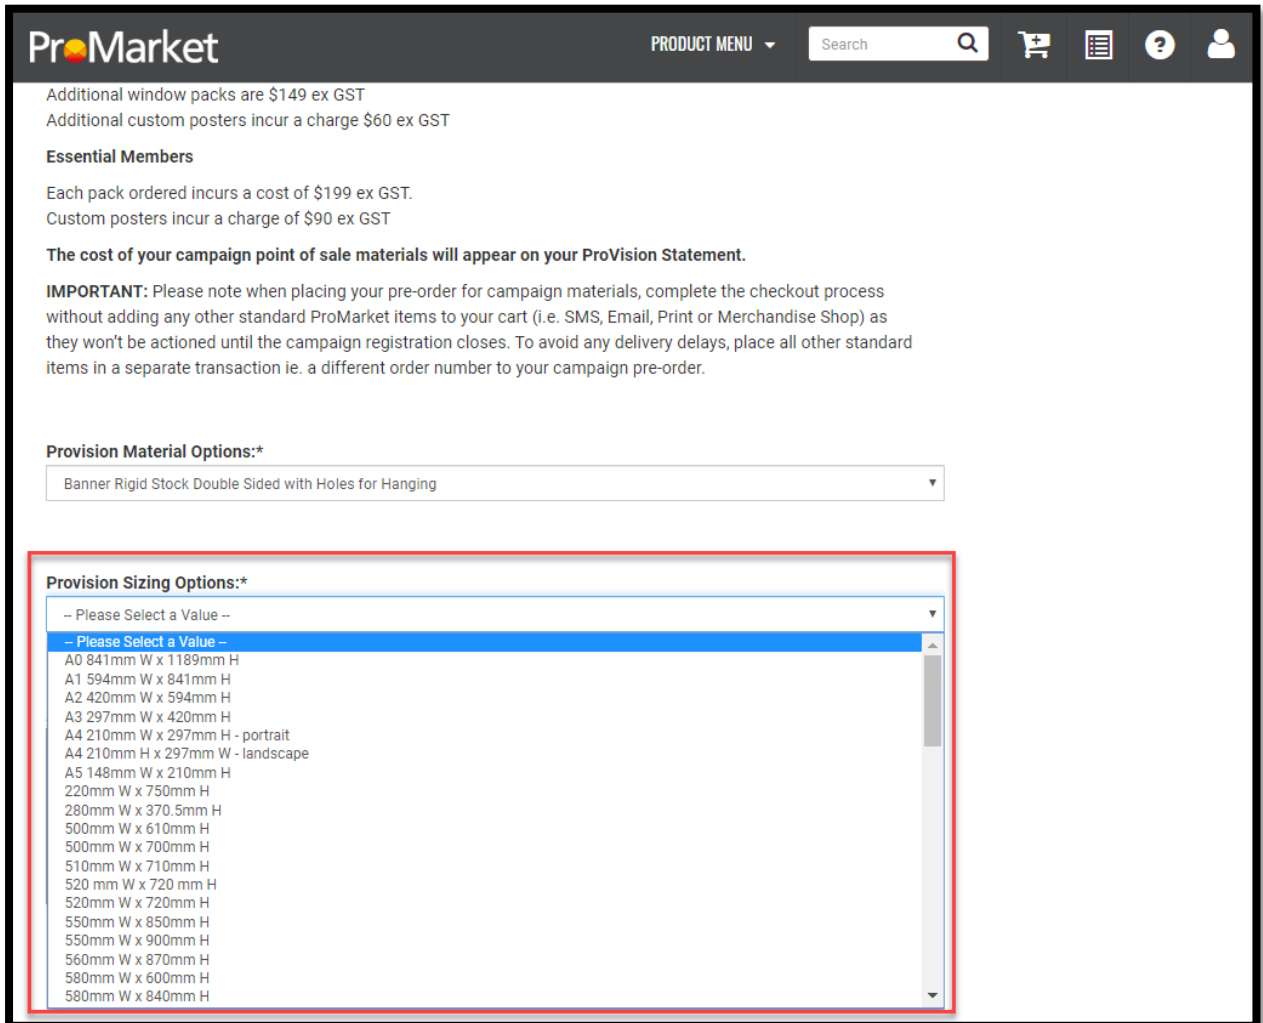 ProMarket
PRODUCT MENU
Search
Additional window packs are $149 ex GST
Additional custom posters incur a charge $60 ex GST
Essential Members
Each pack ordered incurs a cost of $199 ex GST.
Custom posters incur a charge of $90 ex GST
The cost of your campaign point of sale materials will appear on your ProVision Statement.
IMPORTANT: Please note when placing your pre-order for campaign materials, complete the checkout process
without adding any other standard ProMarket items to your cart (i.e. SMS, Email, Print or Merchandise Shop) as
they won't be actioned until the campaign registration closes. To avoid any delivery delays, place all other standard
items in a separate transaction ie. a different order number to your campaign pre-order.
Provision Material Options:*
Banner Rigid Stock Double Sided with Holes for Hanging
Provision Sizing Options:*
-- Please Select a Value --
-- Please Select a Value --
A0 841mm W x 1189mm H
A1 594mm W x 841mm H
A2 420mm W x 594mm H
A3 297mm W x 420mm H
A4 210mm W x 297mm H - portrait
A4 210mm H x 297mm W - landscape
A5 148mm W x 210mm H
220mm W x 750mm H
280mm W x 370.5mm H
500mm W x 610mm H
500mm W x 700mm H
510mm W x 710mm H
520 mm W x 720 mm H
520mm W x 720mm H
550mm W x 850mm H
550mm W x 900mm H
560mm W x 870mm H
580mm W x 600mm H
580mm W x 840mm H